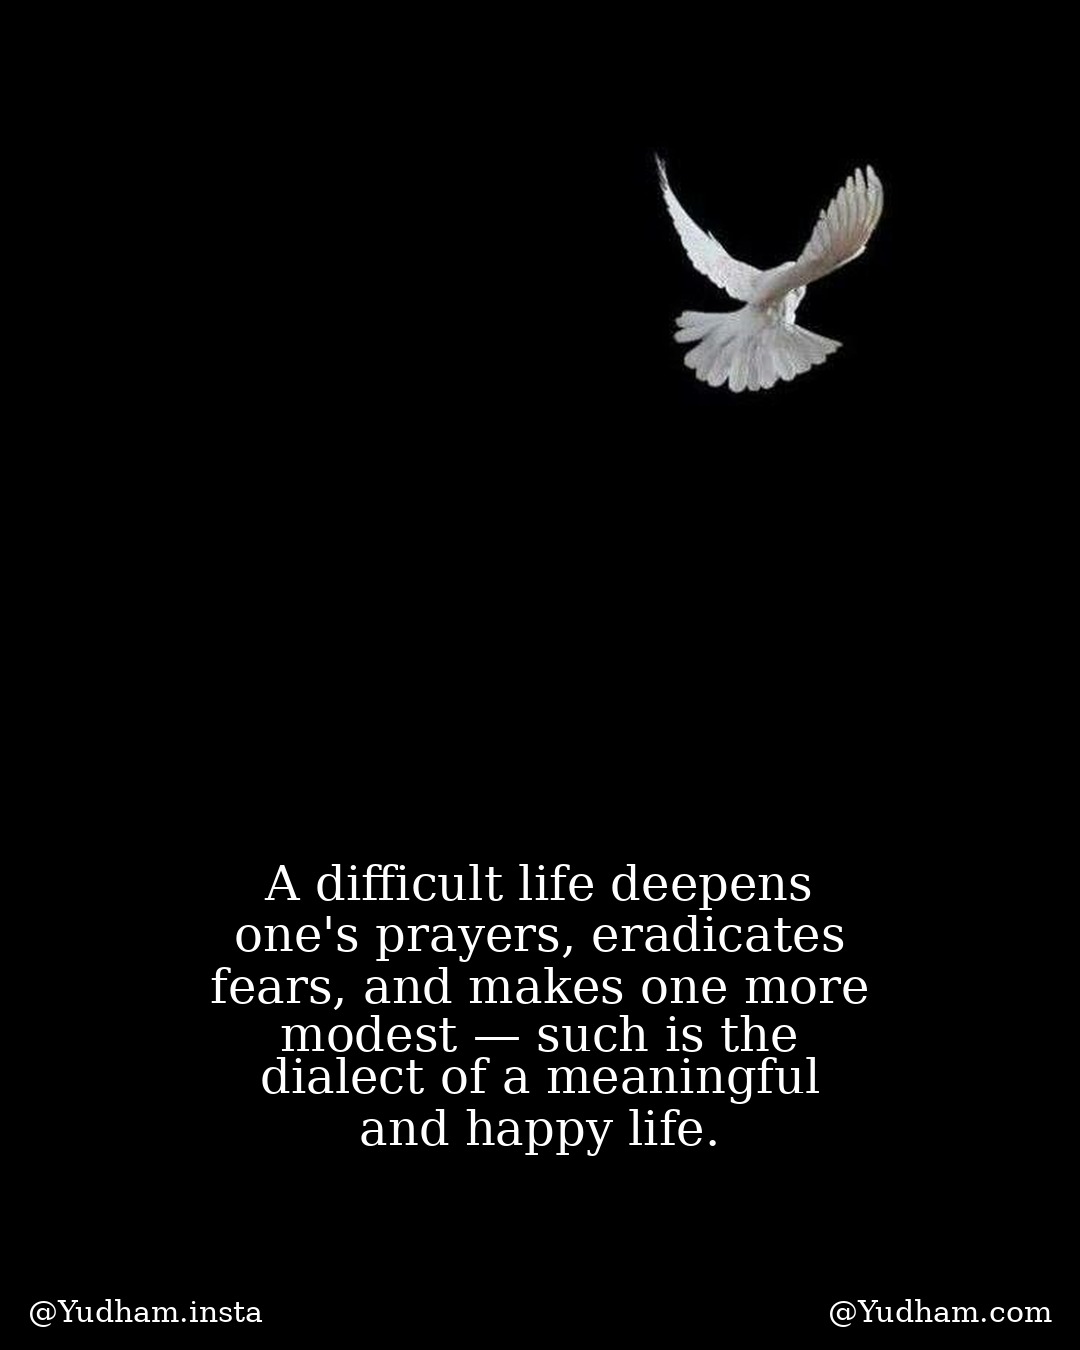 A difficult life deepens
one's prayers, eradicates
fears, and makes one more
modest — such is the
dialect of a meaningful
and happy life.
@Yudham.insta
@Yudham.com